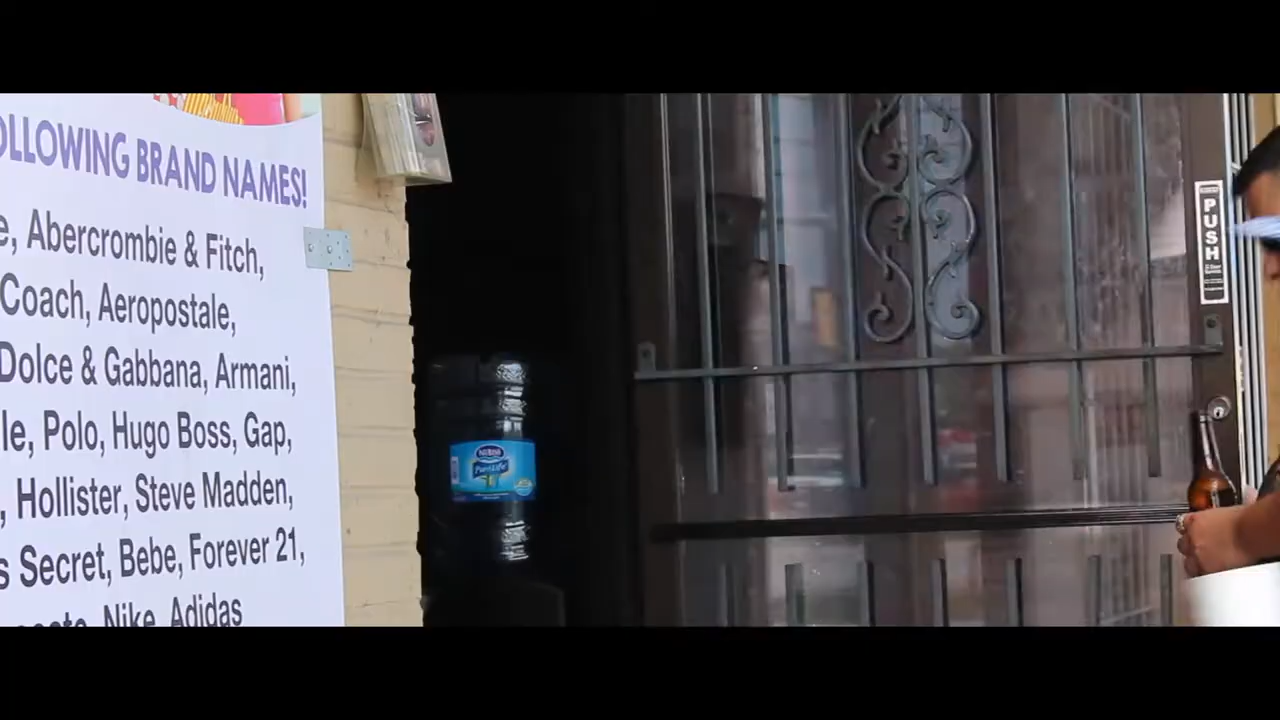 OLLOWING BRAND NAMES!
e, Abercrombie & Fitch,
Coach, Aeropostale,
Dolce & Gabbana, Armani,
le, Polo, Hugo Boss, Gap,
, Hollister, Steve Madden,
s Secret, Bebe, Forever 21,
Nike, Adidas
Nestlé
Pure Life
PUSH